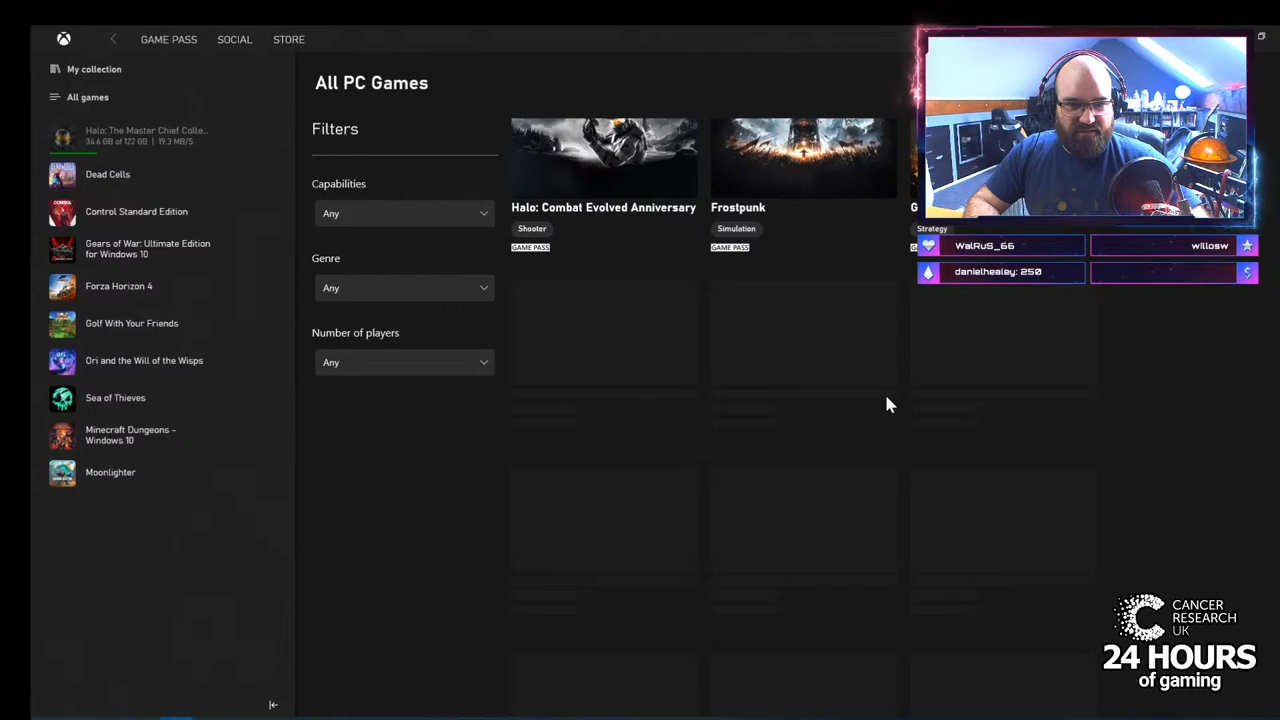 GAME PASS SOCIAL STORE
My collection
All games
Halo: The Master Chief Colle...
34.6 GB of 122 GB | 19.3 MB/S
Dead Cells
Control Standard Edition
Gears of War: Ultimate Edition
for Windows 10
Forza Horizon 4
Golf With Your Friends
Ori and the Will of the Wisps
Sea of Thieves
Minecraft Dungeons -
Windows 10
Moonlighter
All PC Games
Filters
Capabilities
Any
Genre
Any
Number of players
Any
Halo: Combat Evolved Anniversary
Shooter
GAME PASS
Frostpunk
Simulation
GAME PASS
Strategy
WalRuS_66
willosw
danielhealey: 250
CANCER
RESEARCH
UK
24 HOURS
of gaming